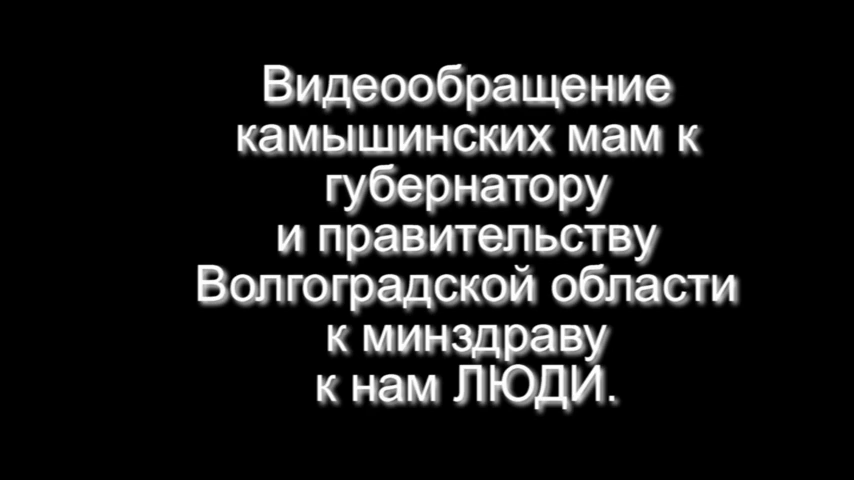 Видеообращение
камышинских мам к
губернатору
и правительству
Волгоградской области
к минздраву
к нам ЛЮДИ.